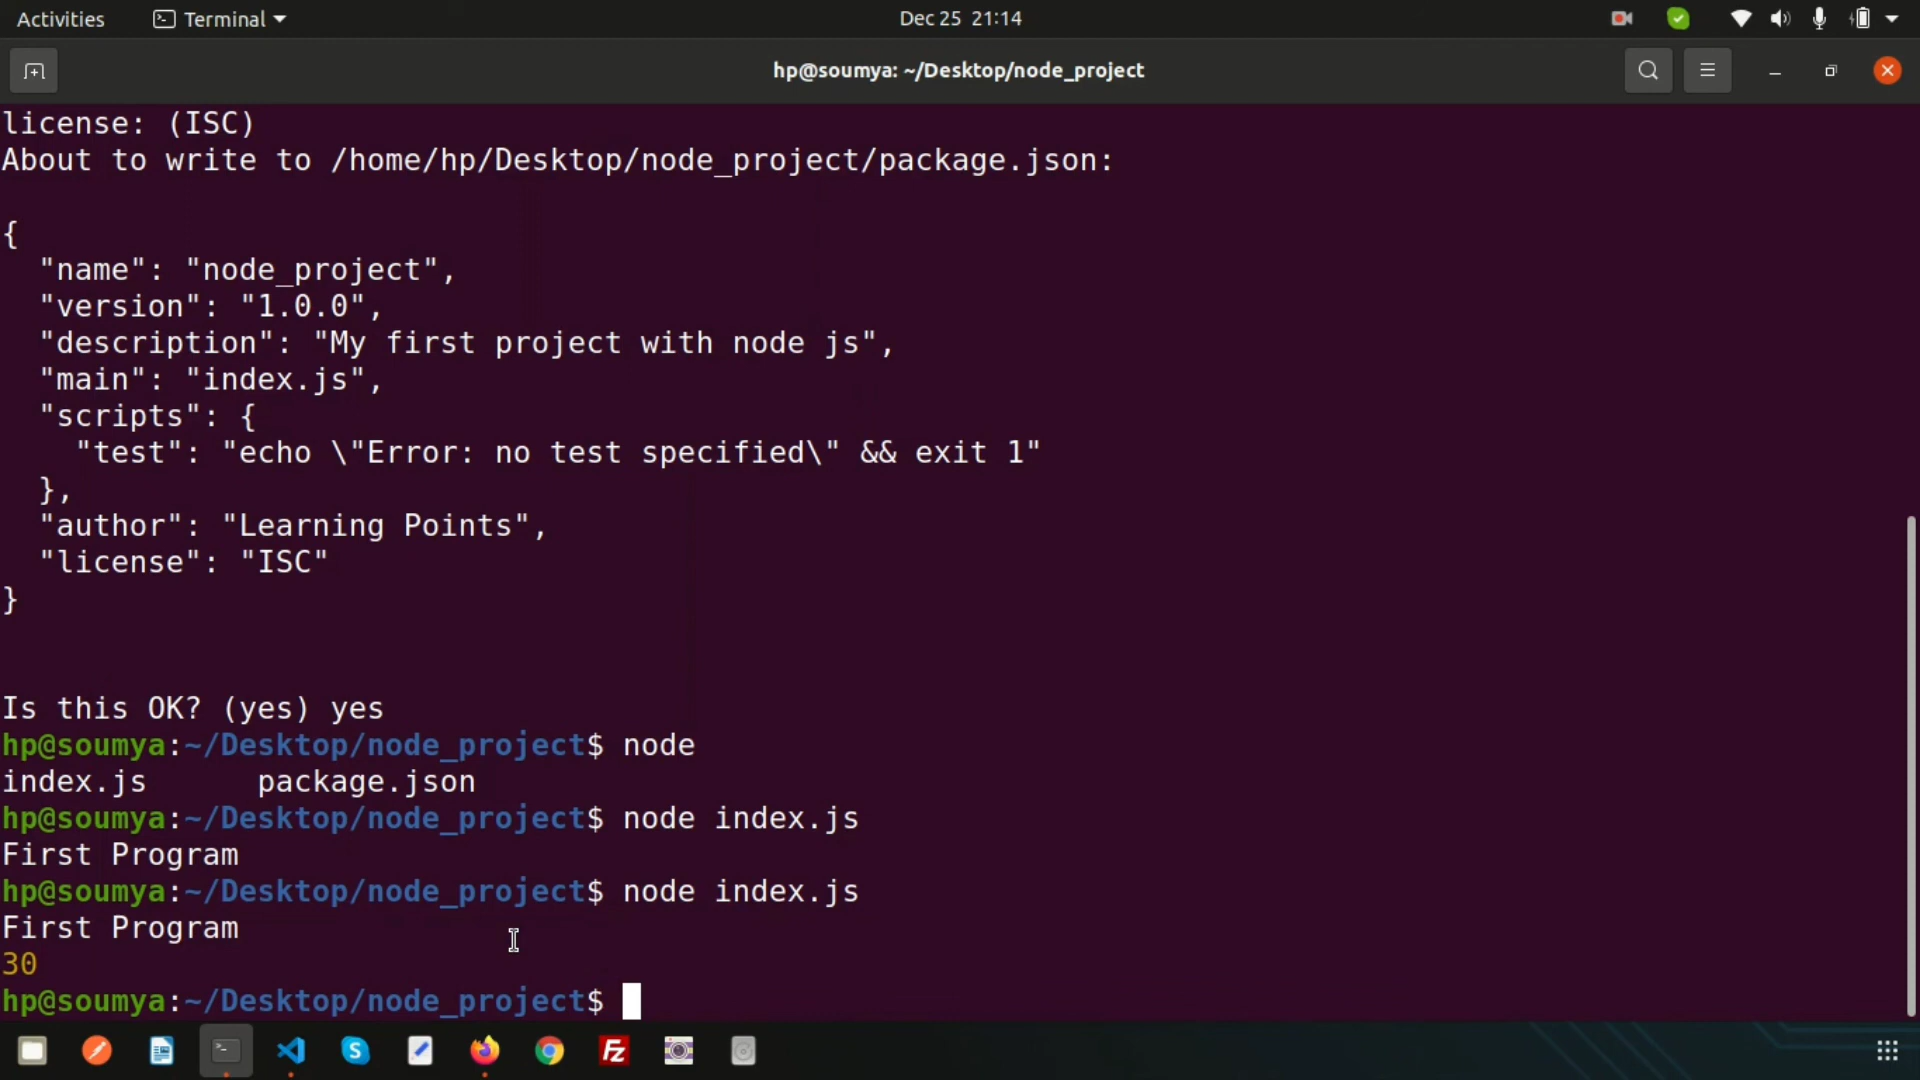 Activities Terminal Dec 25 21:14
hp@soumya: ~/Desktop/node_project
license: (ISC)
About to write to /home/hp/Desktop/node_project/package.json:
{
  "name": "node_project",
  "version": "1.0.0",
  "description": "My first project with node js",
  "main": "index.js",
  "scripts": {
    "test": "echo \"Error: no test specified\" && exit 1"
  },
  "author": "Learning Points",
  "license": "ISC"
}
Is this OK? (yes) yes
hp@soumya:~/Desktop/node_project$ node
index.js      package.json
hp@soumya:~/Desktop/node_project$ node index.js
First Program
hp@soumya:~/Desktop/node_project$ node index.js
First Program
30
hp@soumya:~/Desktop/node_project$